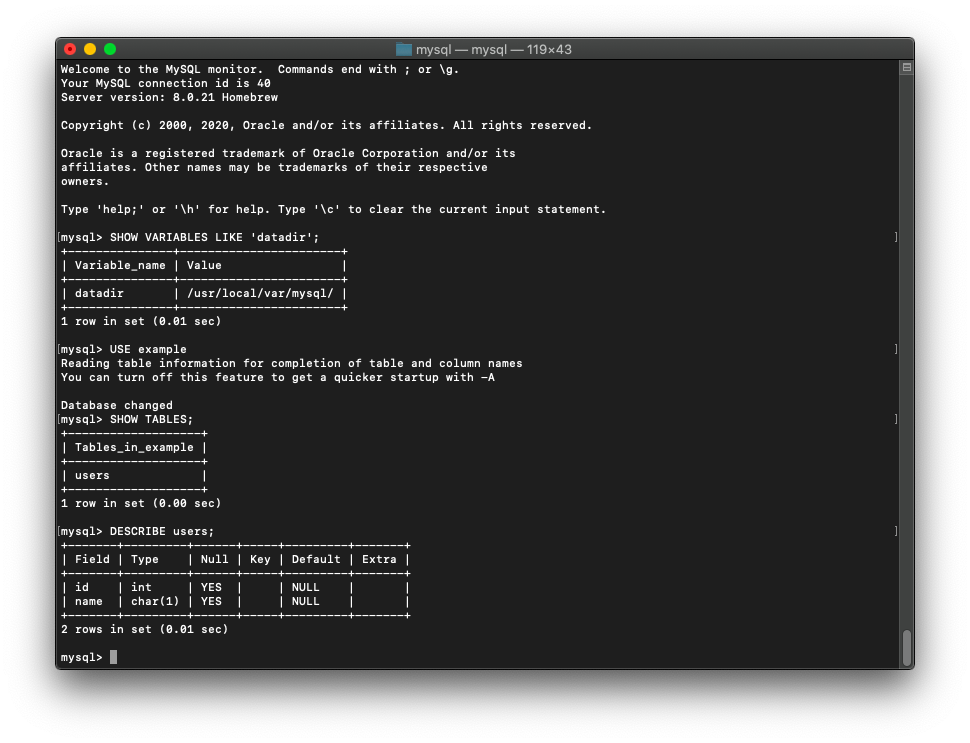 mysql — mysql — 119×43
Welcome to the MySQL monitor.  Commands end with ; or \g.
Your MySQL connection id is 40
Server version: 8.0.21 Homebrew

Copyright (c) 2000, 2020, Oracle and/or its affiliates. All rights reserved.

Oracle is a registered trademark of Oracle Corporation and/or its
affiliates. Other names may be trademarks of their respective
owners.

Type 'help;' or '\h' for help. Type '\c' to clear the current input statement.

[mysql> SHOW VARIABLES LIKE 'datadir'; ]
+---------------+-----------------------+
| Variable_name | Value                 |
+---------------+-----------------------+
| datadir       | /usr/local/var/mysql/ |
+---------------+-----------------------+
1 row in set (0.01 sec)

[mysql> USE example ]
Reading table information for completion of table and column names
You can turn off this feature to get a quicker startup with -A

Database changed
[mysql> SHOW TABLES; ]
+-------------------+
| Tables_in_example |
+-------------------+
| users             |
+-------------------+
1 row in set (0.00 sec)

[mysql> DESCRIBE users; ]
+-------+---------+------+-----+---------+-------+
| Field | Type    | Null | Key | Default | Extra |
+-------+---------+------+-----+---------+-------+
| id    | int     | YES  |     | NULL    |       |
| name  | char(1) | YES  |     | NULL    |       |
+-------+---------+------+-----+---------+-------+
2 rows in set (0.01 sec)

mysql>